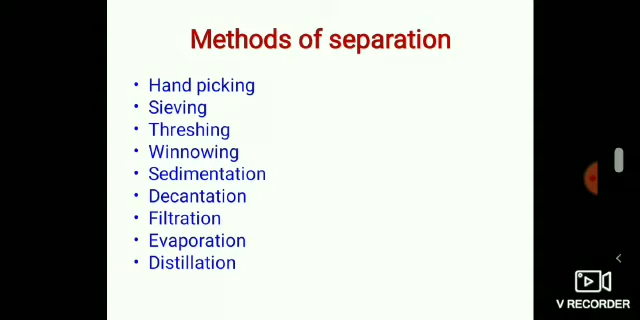 Methods of separation
• Hand picking
• Sieving
• Threshing
• Winnowing
• Sedimentation
• Decantation
• Filtration
• Evaporation
• Distillation
V RECORDER